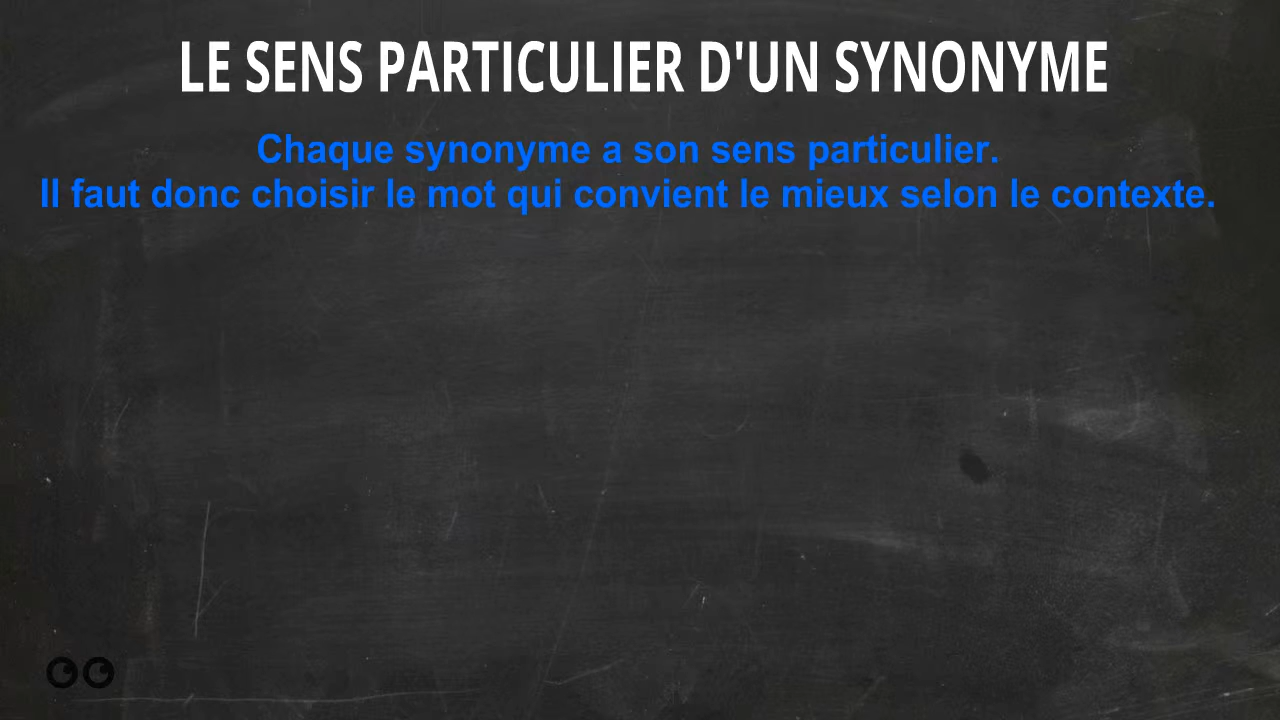 LE SENS PARTICULIER D'UN SYNONYME
Chaque synonyme a son sens particulier.
Il faut donc choisir le mot qui convient le mieux selon le contexte.